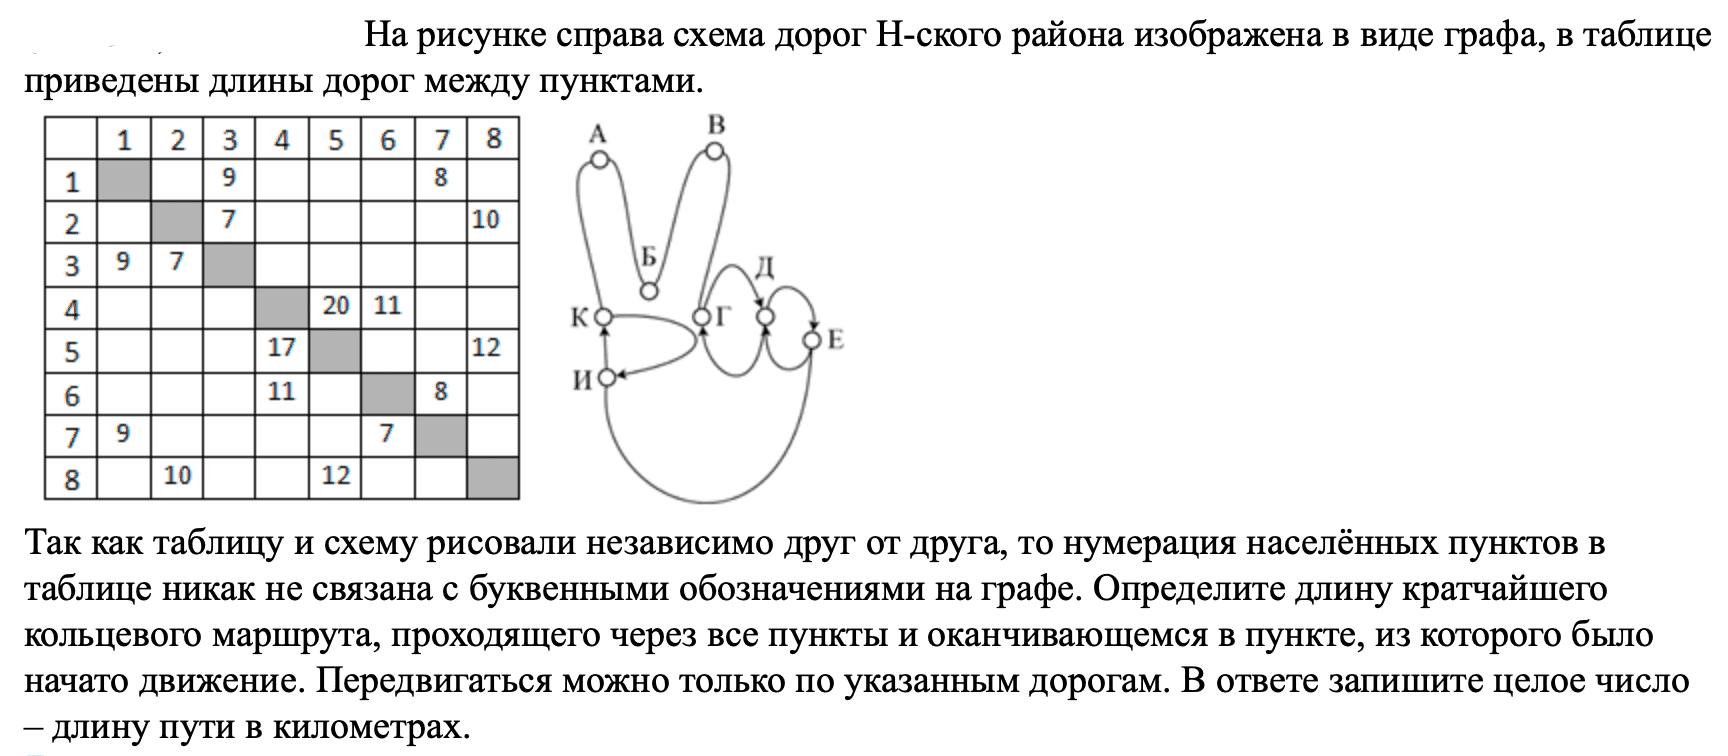 На рисунке справа схема дорог Н-ского района изображена в виде графа, в таблице
приведены длины дорог между пунктами.
1 2 3 4 5 6 7 8
1 9 8
2 7 10
3 9 7
4 20 11
5 17 12
6 11 8
7 9 7
8 10 12
А
В
Б
Д
К
Г
Е
И
Так как таблицу и схему рисовали независимо друг от друга, то нумерация населённых пунктов в
таблице никак не связана с буквенными обозначениями на графе. Определите длину кратчайшего
кольцевого маршрута, проходящего через все пункты и оканчивающемся в пункте, из которого было
начато движение. Передвигаться можно только по указанным дорогам. В ответе запишите целое число
– длину пути в километрах.